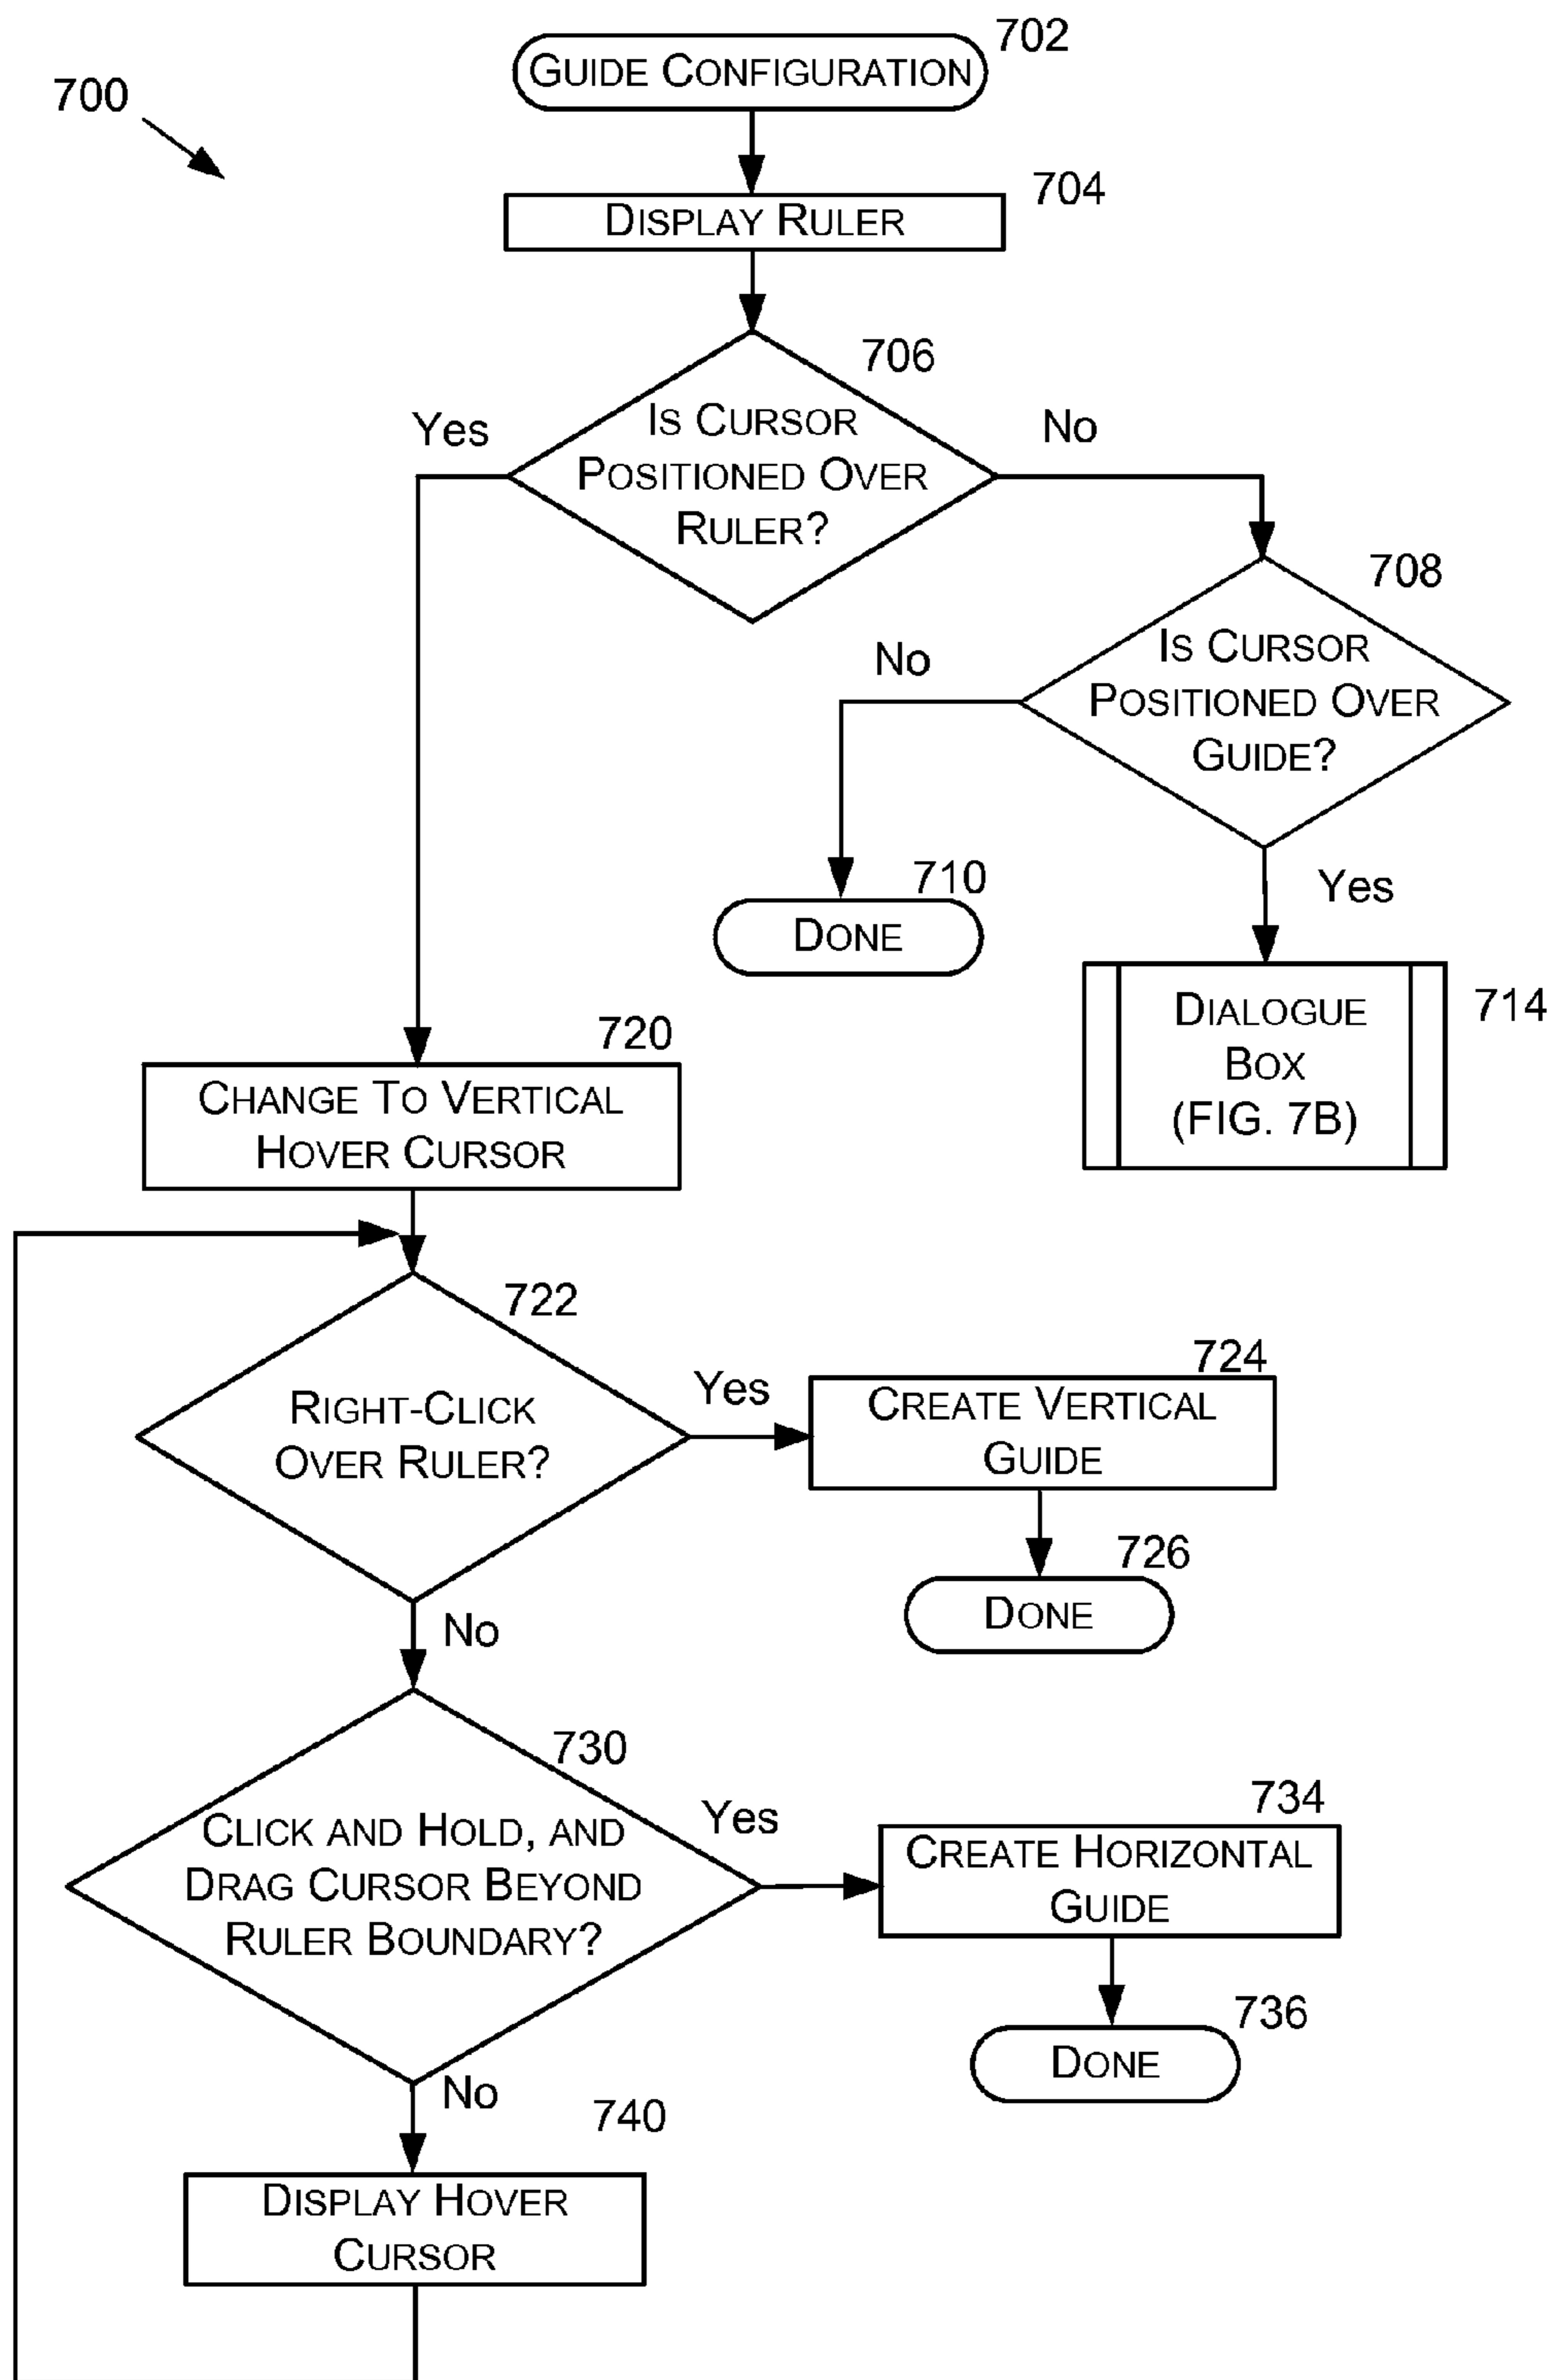 702
GUIDE CONFIGURATION
700
704
DISPLAY RULER
706
Yes
IS CURSOR
POSITIONED OVER
RULER?
No
708
No
IS CURSOR
POSITIONED OVER
GUIDE?
710
DONE
Yes
714
DIALOGUE
BOX
(FIG. 7B)
720
CHANGE TO VERTICAL
HOVER CURSOR
722
RIGHT-CLICK
OVER RULER?
Yes
724
CREATE VERTICAL
GUIDE
726
DONE
No
730
CLICK AND HOLD, AND
DRAG CURSOR BEYOND
RULER BOUNDARY?
Yes
734
CREATE HORIZONTAL
GUIDE
736
DONE
No
740
DISPLAY HOVER
CURSOR